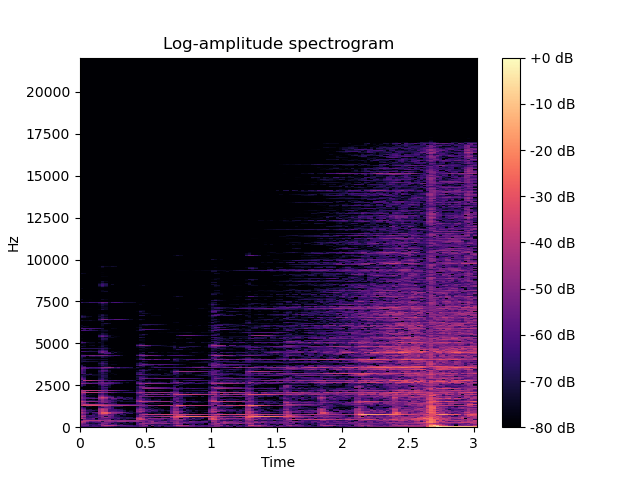 Log-amplitude spectrogram
+0 dB
20000
-10 dB
17500
-20 dB
15000
-30 dB
12500
Hz
-40 dB
10000
-50 dB
7500
-60 dB
5000
-70 dB
2500
0
-80 dB
0 0.5 1 1.5 2 2.5 3
Time